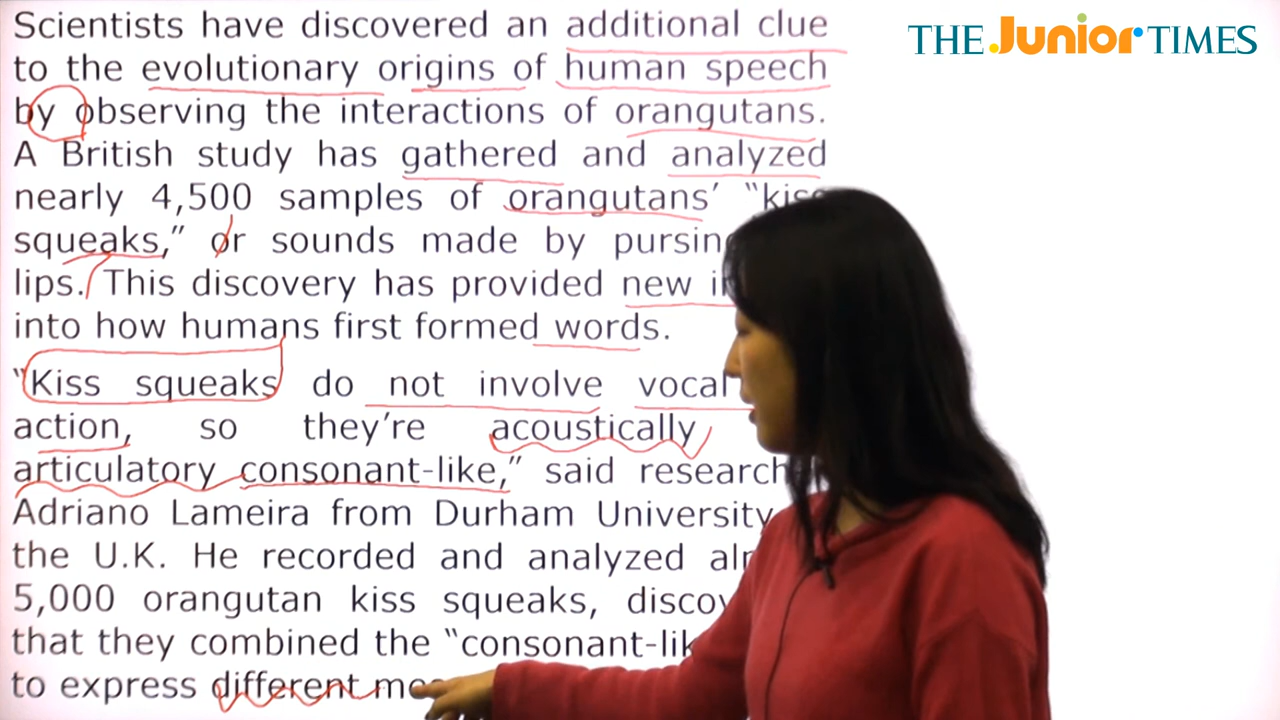 THE Junior TIMES
Scientists have discovered an additional clue
to the evolutionary origins of human speech
by observing the interactions of orangutans.
A British study has gathered and analyzed
nearly 4,500 samples of orangutans’ “kiss
squeaks,” or sounds made by pursing
lips. This discovery has provided new
into how humans first formed words.
“Kiss squeaks do not involve vocal
action, so they’re acoustically
articulatory consonant-like,” said
Adriano Lameira from Durham University
the U.K. He recorded and analyzed
5,000 orangutan kiss squeaks,
that they combined the “consonant-like
to express different